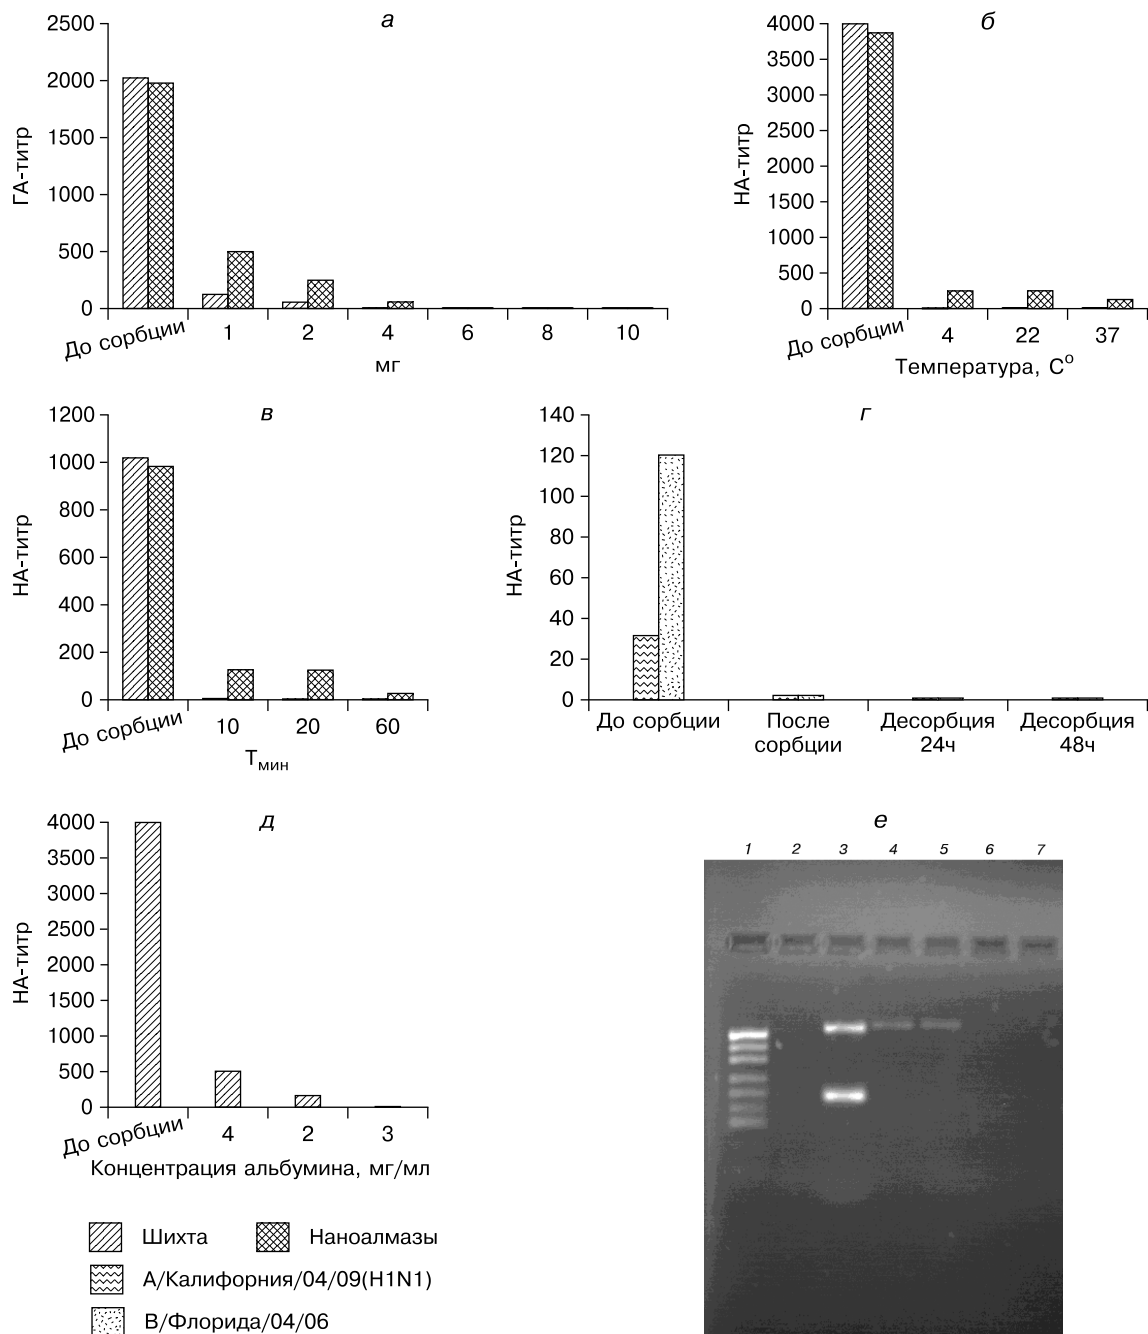 а
ГА-титр
2500
2000
1500
1000
500
0
До сорбции 1 2 4 6 8 10
мг
б
НА-титр
4000
3500
3000
2500
2000
1500
1000
500
0
До сорбции 4 22 37
Температура, С°
в
НА-титр
1200
1000
800
600
400
200
0
До сорбции 10 20 60
Tмин
г
НА-титр
140
120
100
80
60
40
20
0
До сорбции После Десорбция Десорбция
сорбции 24ч 48ч
д
НА-титр
4000
3500
3000
2500
2000
1500
1000
500
0
До сорбции 4 2 3
Концентрация альбумина, мг/мл
е
1 2 3 4 5 6 7
Шихта Наноалмазы
А/Калифорния/04/09(H1N1)
В/Флорида/04/06